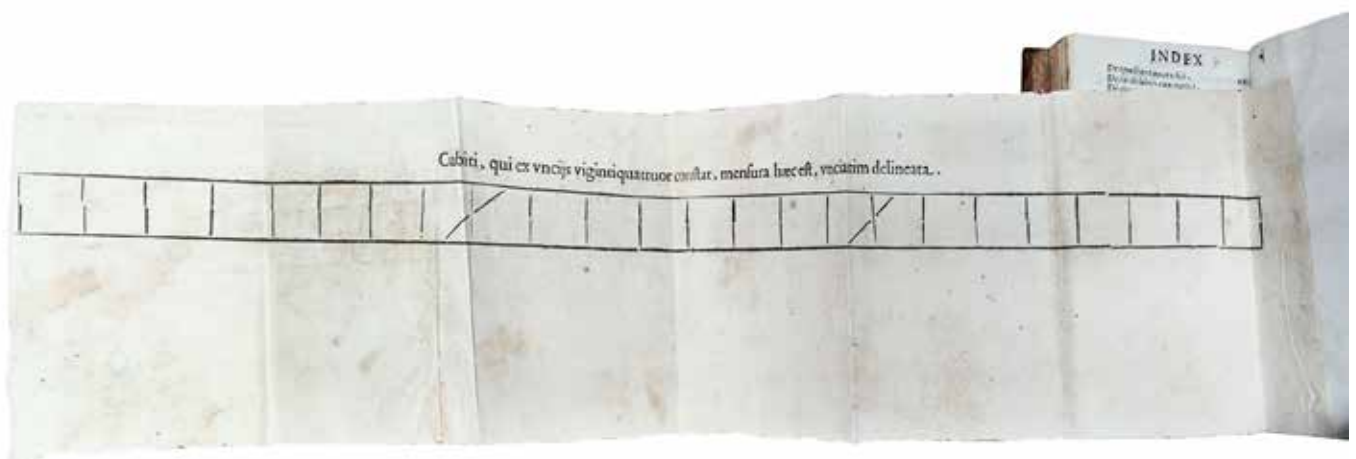 INDEX
Cubiti, qui ex vncijs vigintiquattuor constat, mensura hæc est, vnciatim delineata.